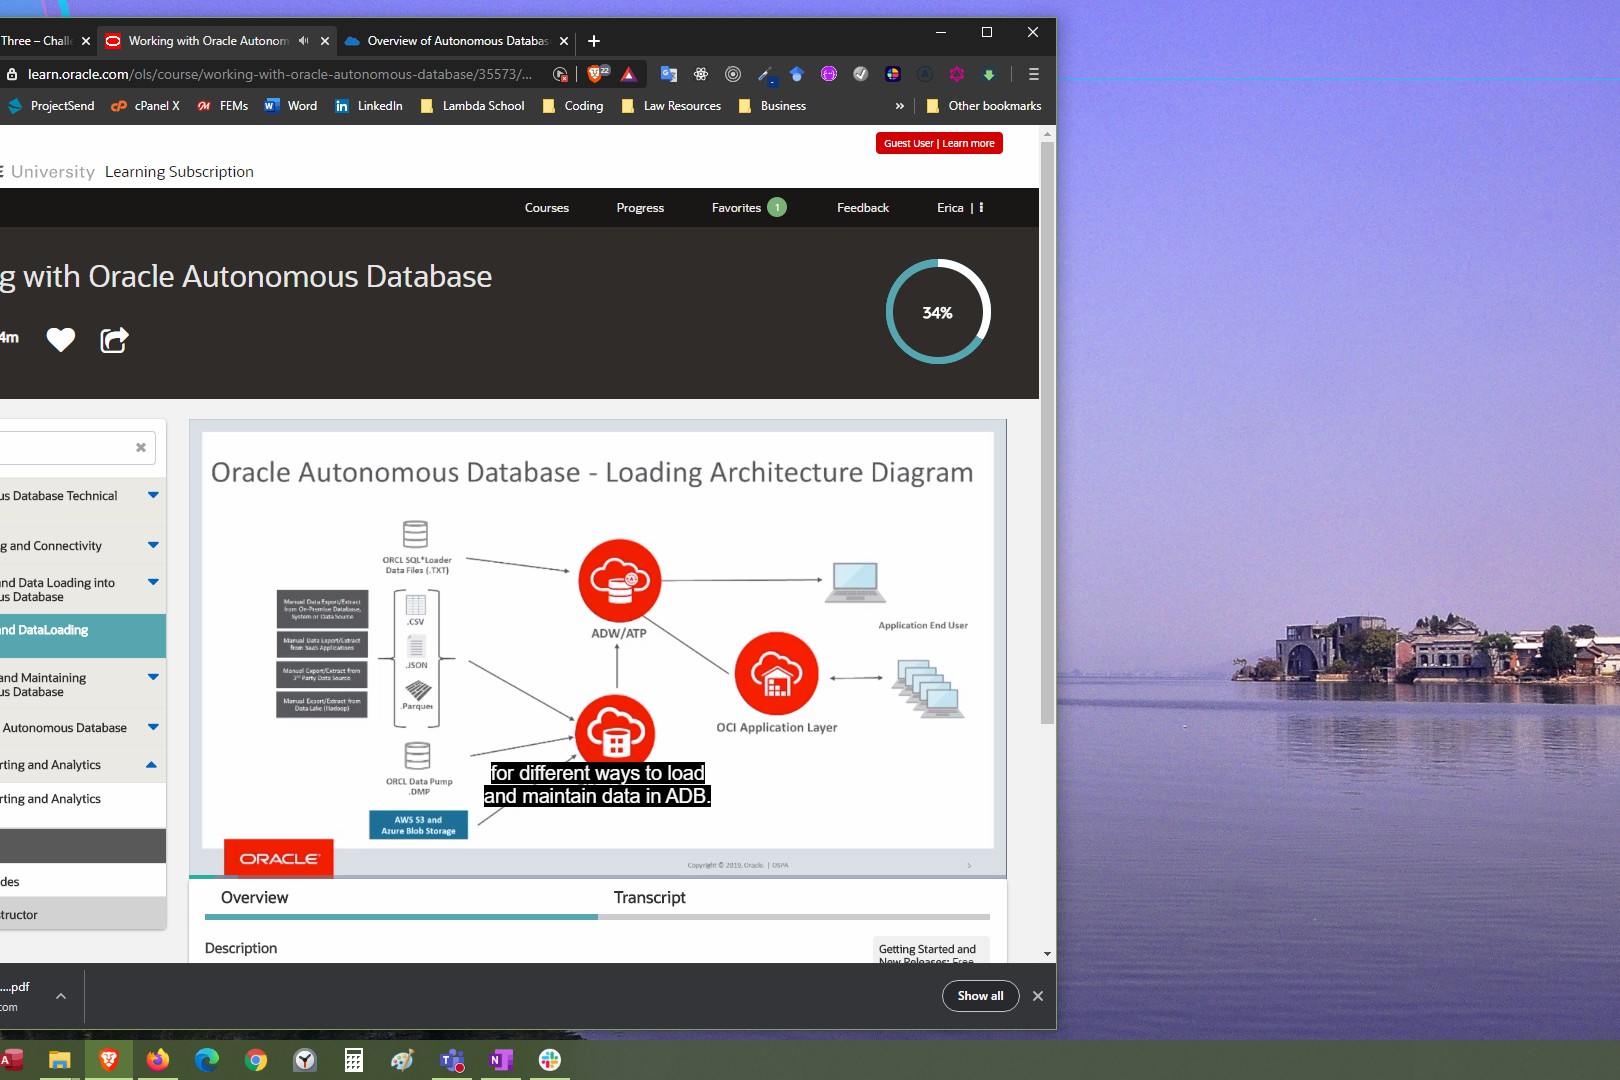 Three – Chall
Working with Oracle Autonom
Overview of Autonomous Databas
learn.oracle.com/ols/course/working-with-oracle-autonomous-database/35573/...
22
ProjectSend
cPanel X
FEMs
Word
LinkedIn
Lambda School
Coding
Law Resources
Business
»
Other bookmarks
Guest User | Learn more
University Learning Subscription
Courses
Progress
Favorites 1
Feedback
Erica |
g with Oracle Autonomous Database
34%
4m
us Database Technical
g and Connectivity
nd Data Loading into
us Database
nd DataLoading
and Maintaining
us Database
Autonomous Database
rting and Analytics
rting and Analytics
des
tructor
Oracle Autonomous Database - Loading Architecture Diagram
ORCL SQL*Loader
Data Files (.TXT)
Manual Data Export/Extract
from On-Premise Database,
System or Data Source
Manual Data Export/Extract
from SaaS Applications
Manual Export/Extract from
3rd Party Data Source
Manual Export/Extract from
Data Lake (Hadoop)
.CSV
.JSON
.Parquet
ORCL Data Pump
.DMP
AWS S3 and
Azure Blob Storage
ADW/ATP
OCI Application Layer
Application End User
for different ways to load
and maintain data in ADB.
ORACLE
Copyright © 2019, Oracle. | OSPA
5
Overview
Transcript
Description
Getting Started and
New Releases: Free
....pdf
com
Show all